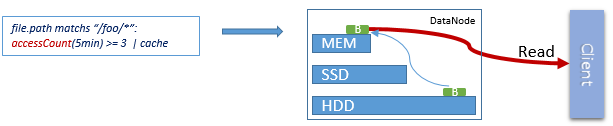 file.path matchs “/foo/*”:
accessCount(5min) >= 3 | cache
DataNode
B
MEM
SSD
B
HDD
Read
Client